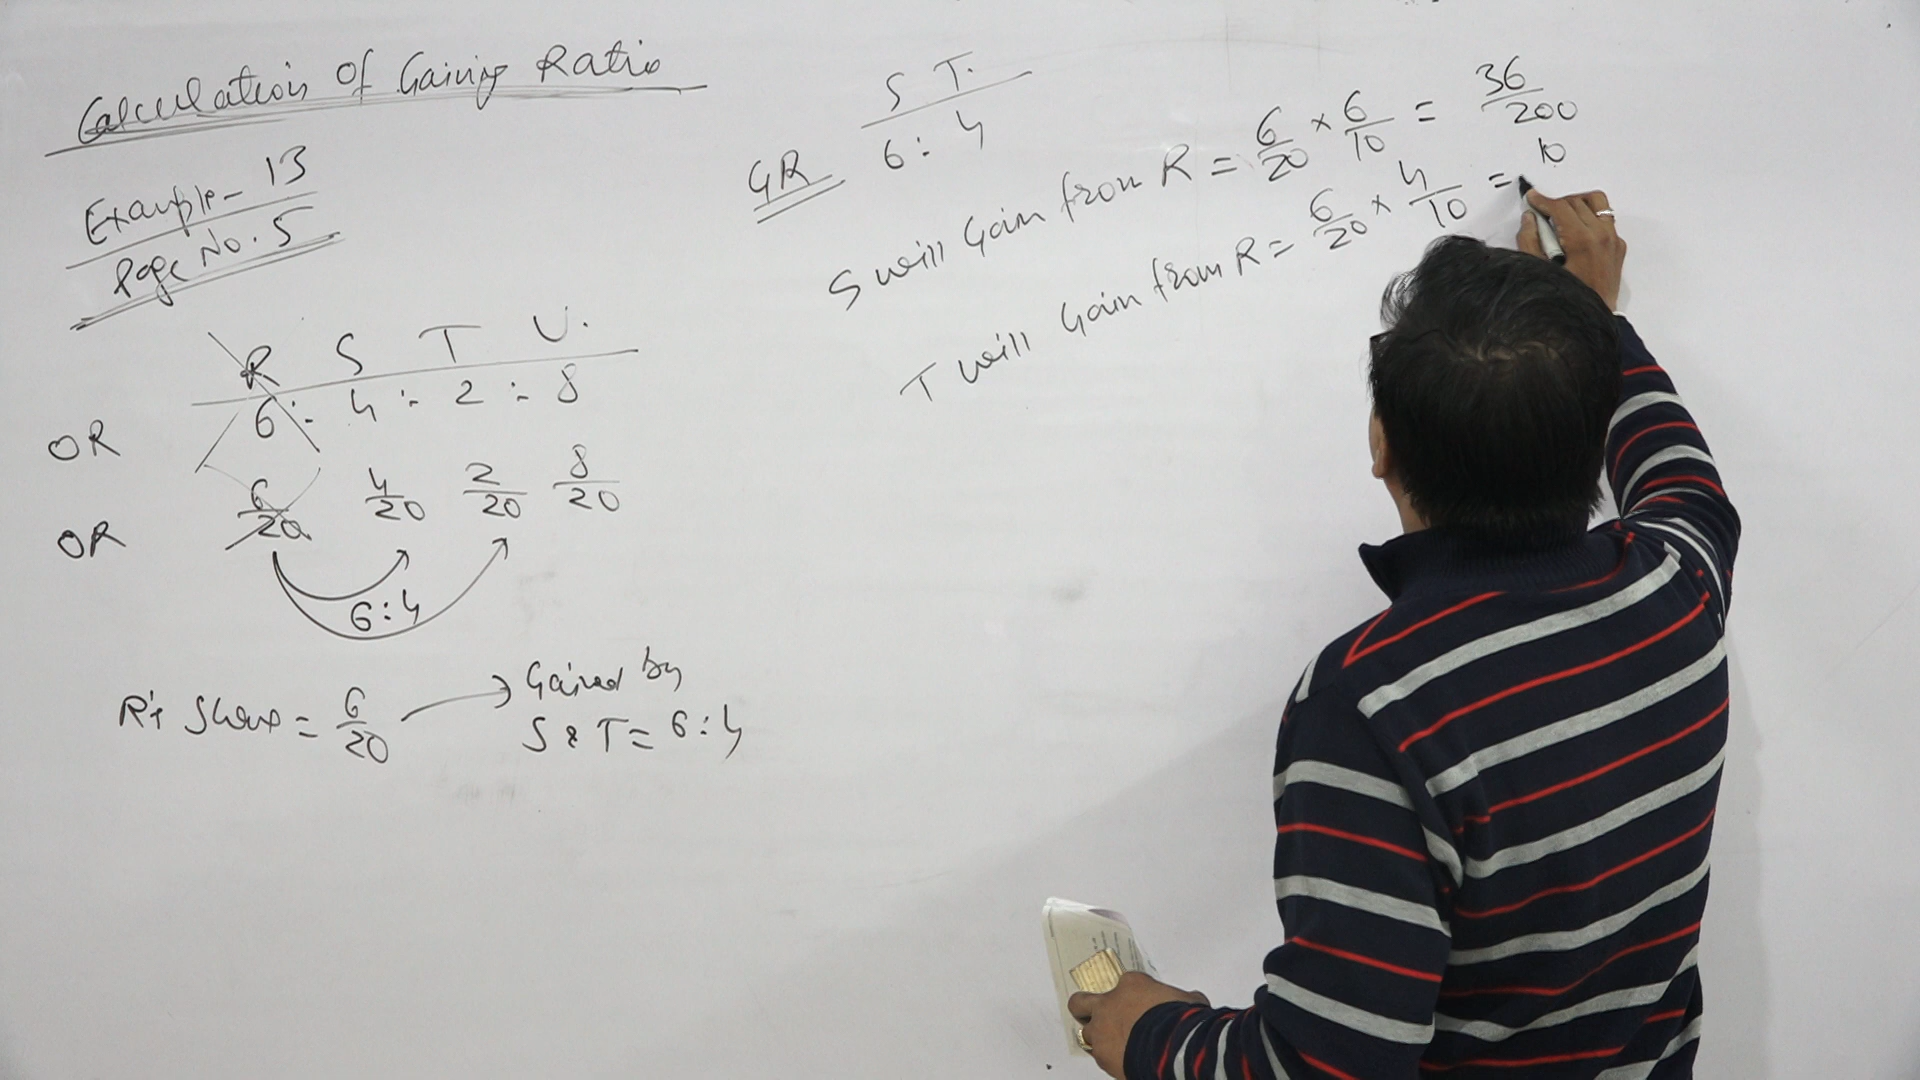 Calculation Of Gaining Ratio
Example - 13
Page No. 5
R S T U.
OR 6 : 4 : 2 : 8
OR 6/20 4/20 2/20 8/20
6:4
R's Share = 6/20 → Gained by
S & T = 6:4
S T.
GR 6 : 4
S will Gain from R = 6/20 × 6/10 = 36/200
10
T will Gain from R = 6/20 × 4/10 =